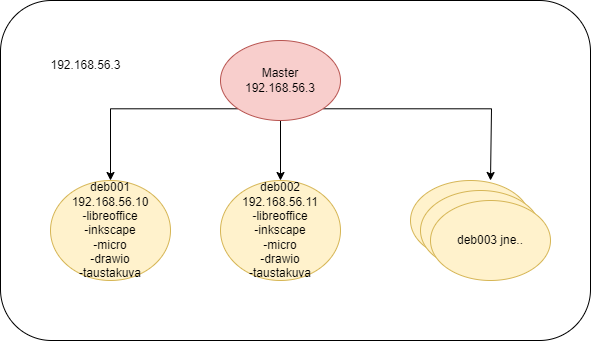 192.168.56.3
Master
192.168.56.3
deb001
192.168.56.10
-libreoffice
-inkscape
-micro
-drawio
-taustakuva
deb002
192.168.56.11
-libreoffice
-inkscape
-micro
-drawio
-taustakuva
deb003 jne..